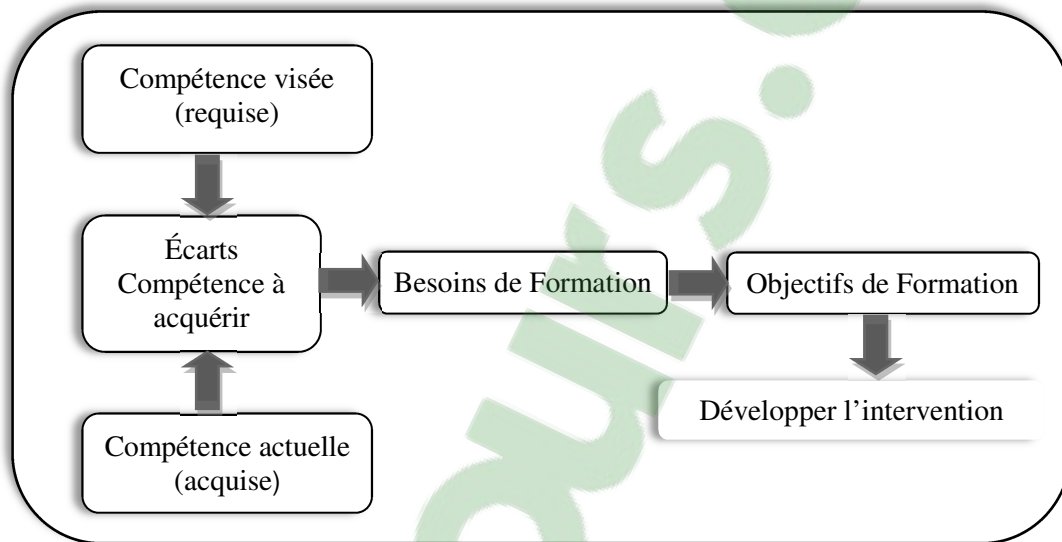 Compétence visée
(requise)
Écarts
Compétence à
acquérir
Besoins de Formation
Objectifs de Formation
Développer l’intervention
Compétence actuelle
(acquise)